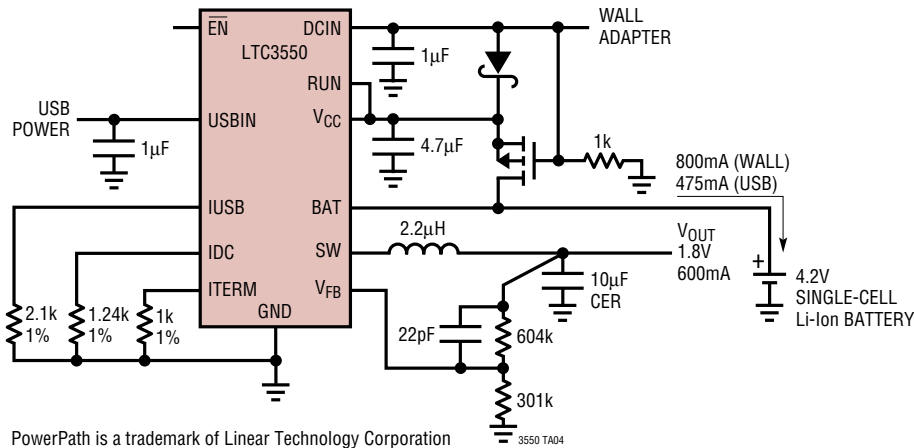 EN
DCIN
WALL
ADAPTER
LTC3550
1µF
RUN
USB
POWER
USBIN
VCC
1µF
4.7µF
1k
800mA (WALL)
475mA (USB)
IUSB
BAT
2.2µH
VOUT
1.8V
600mA
IDC
SW
+
10µF
CER
4.2V
SINGLE-CELL
Li-Ion BATTERY
ITERM
VFB
GND
2.1k
1%
1.24k
1%
1k
1%
22pF
604k
301k
PowerPath is a trademark of Linear Technology Corporation
3550 TA04